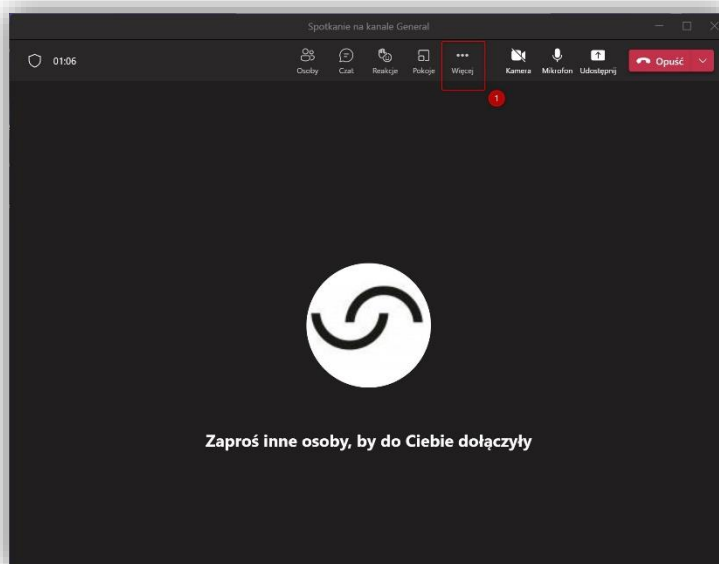 Spotkanie na kanale General
01:06
Osoby
Czat
Reakcje
Pokoje
Więcej
Kamera
Mikrofon
Udostępnij
Opuść
1
Zaproś inne osoby, by do Ciebie dołączyły